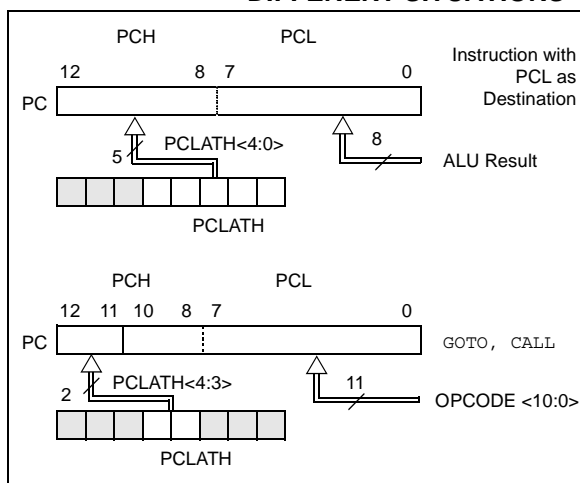 PCH PCL
12 8 7 0
Instruction with
PCL as
Destination
PC
PCLATH<4:0>
5
8
ALU Result
PCLATH
PCH PCL
12 11 10 8 7 0
PC
GOTO, CALL
PCLATH<4:3>
2
11
OPCODE <10:0>
PCLATH